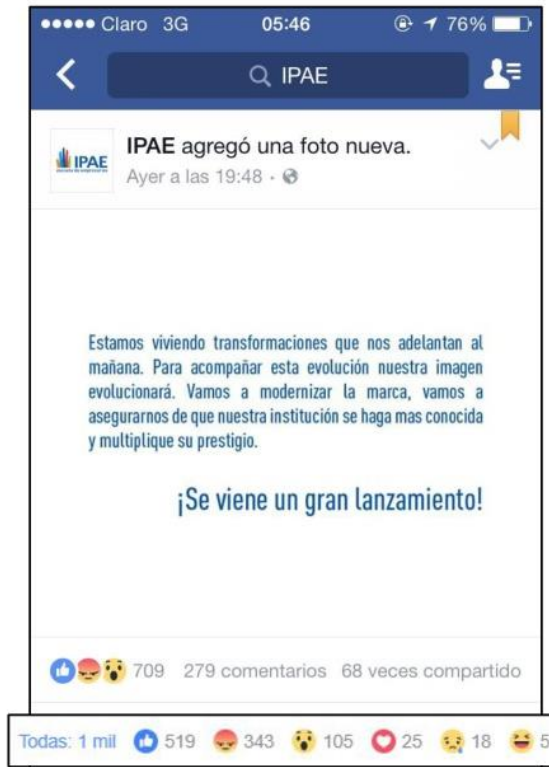 Claro 3G 05:46 76%
IPAE
IPAE
IPAE agregó una foto nueva.
Ayer a las 19:48
Estamos viviendo transformaciones que nos adelantan al
mañana. Para acompañar esta evolución nuestra imagen
evolucionará. Vamos a modernizar la marca, vamos a
asegurarnos de que nuestra institución se haga mas conocida
y multiplique su prestigio.
¡Se viene un gran lanzamiento!
709 279 comentarios 68 veces compartido
Todas: 1 mil 519 343 105 25 18 5